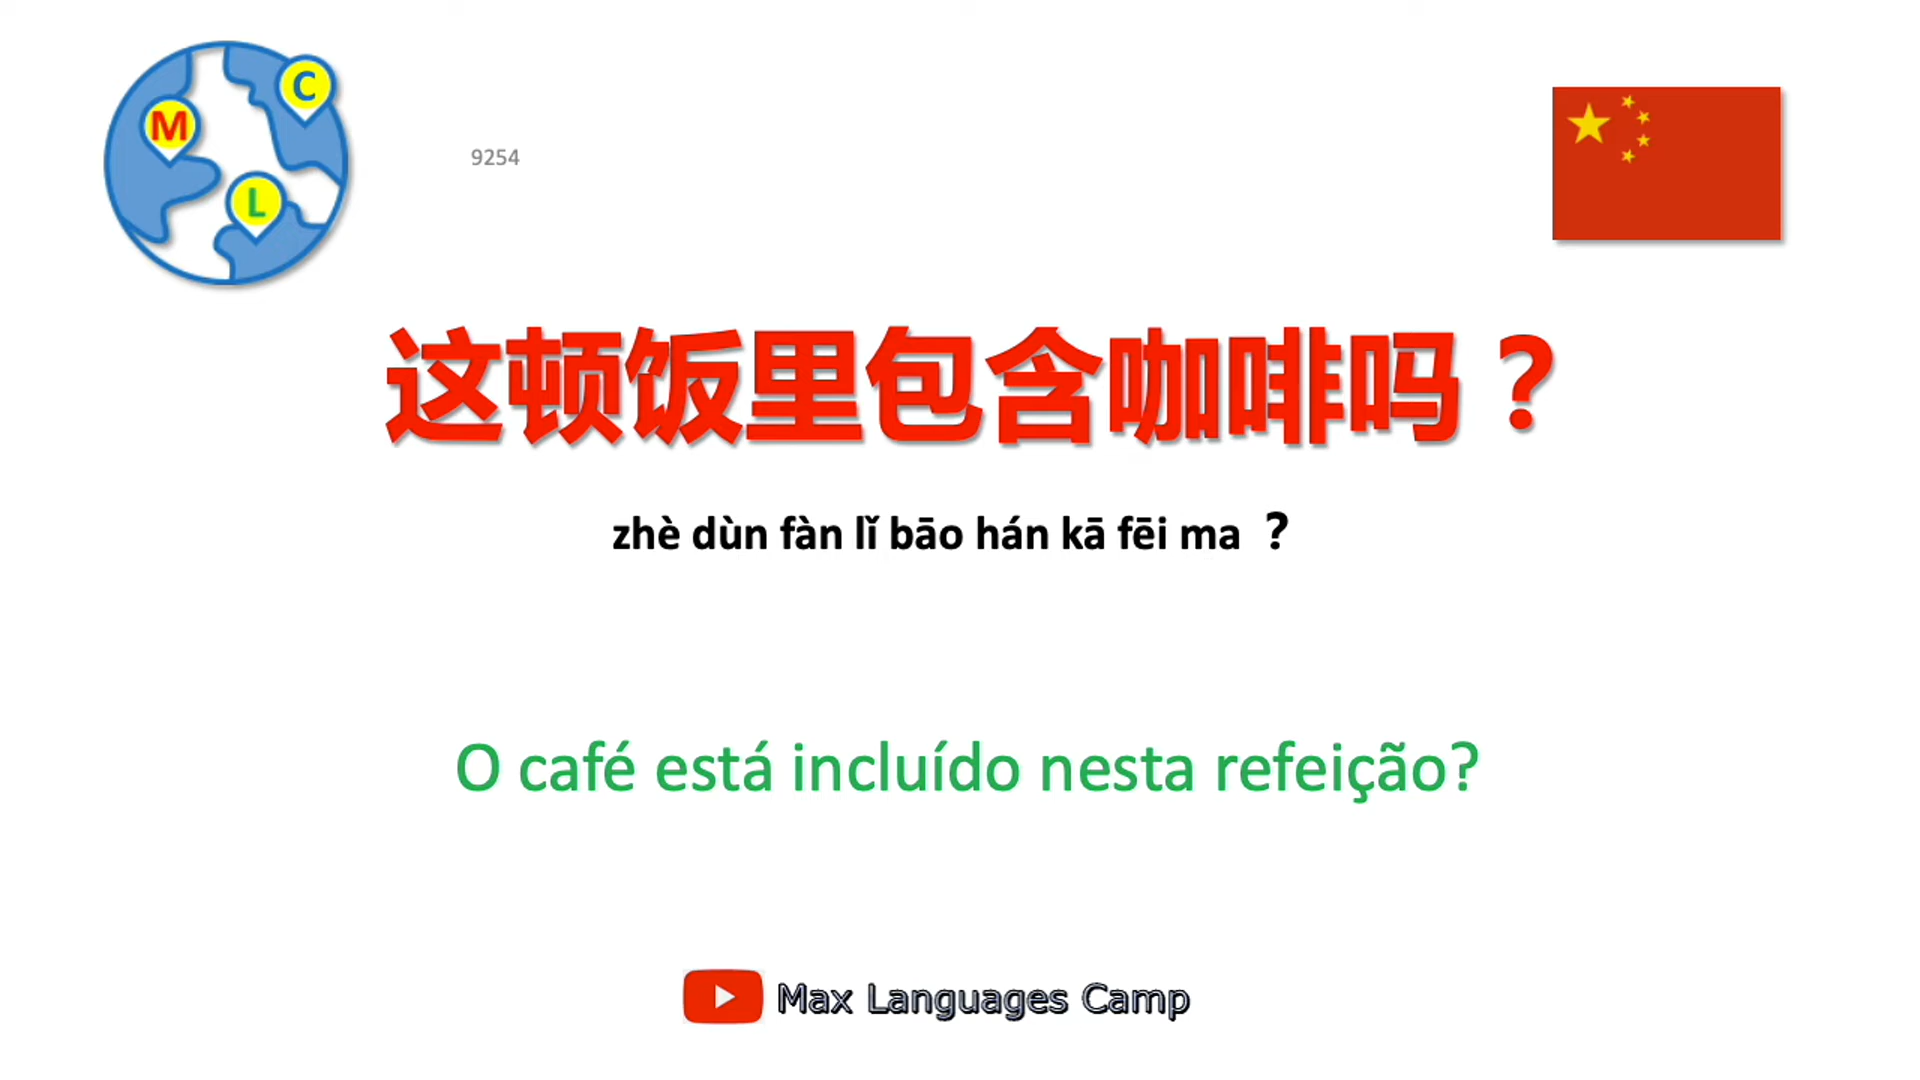 M
C
L
9254
这顿饭里包含咖啡吗？
zhè dùn fàn lǐ bāo hán kā fēi ma ？
O café está incluído nesta refeição?
Max Languages Camp